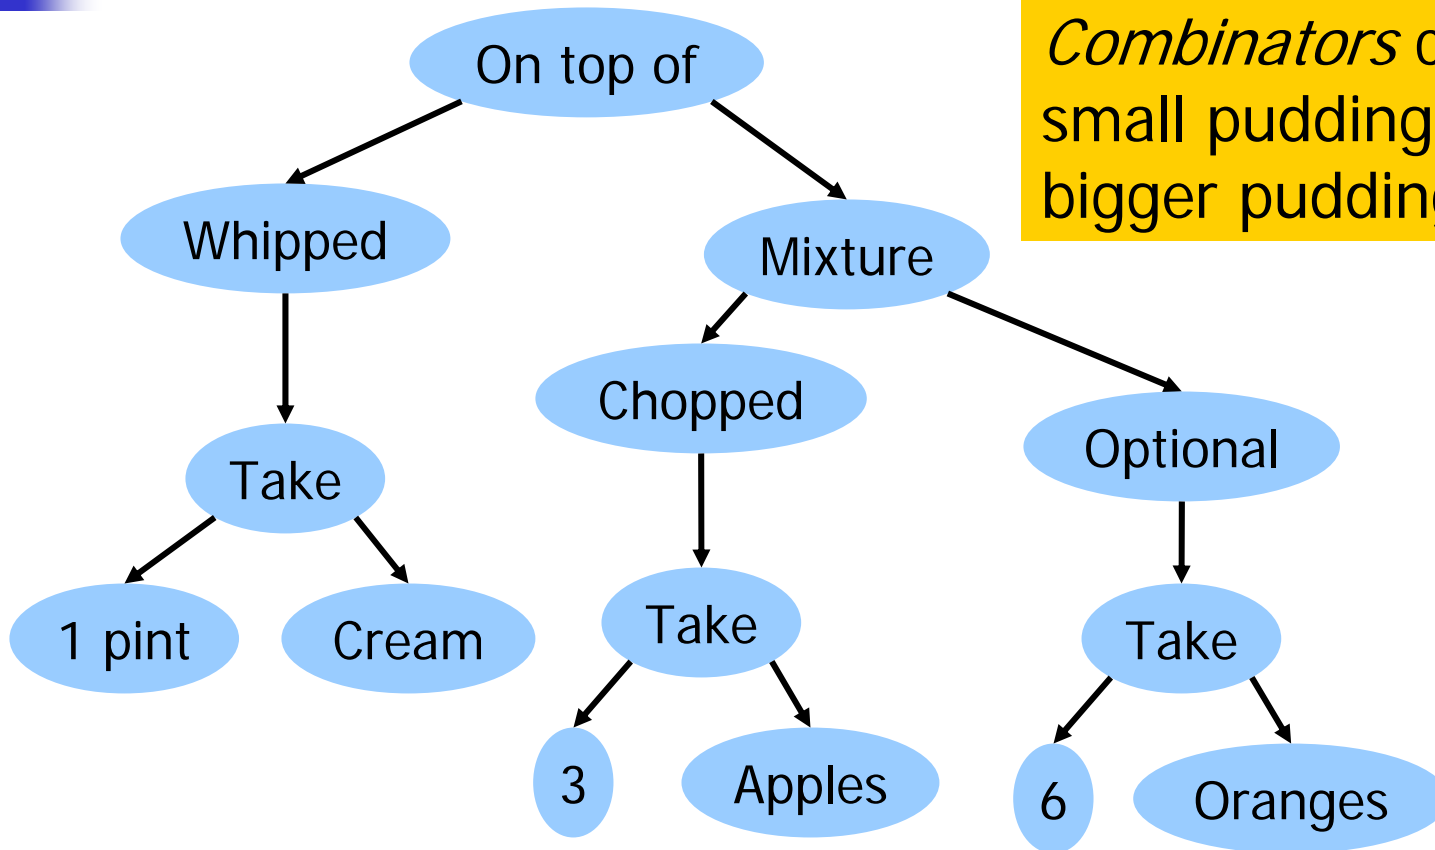 On top of
Combinators
small pudding
bigger pudding
Whipped
Mixture
Chopped
Optional
Take
1 pint
Cream
Take
3
Apples
Take
6
Oranges